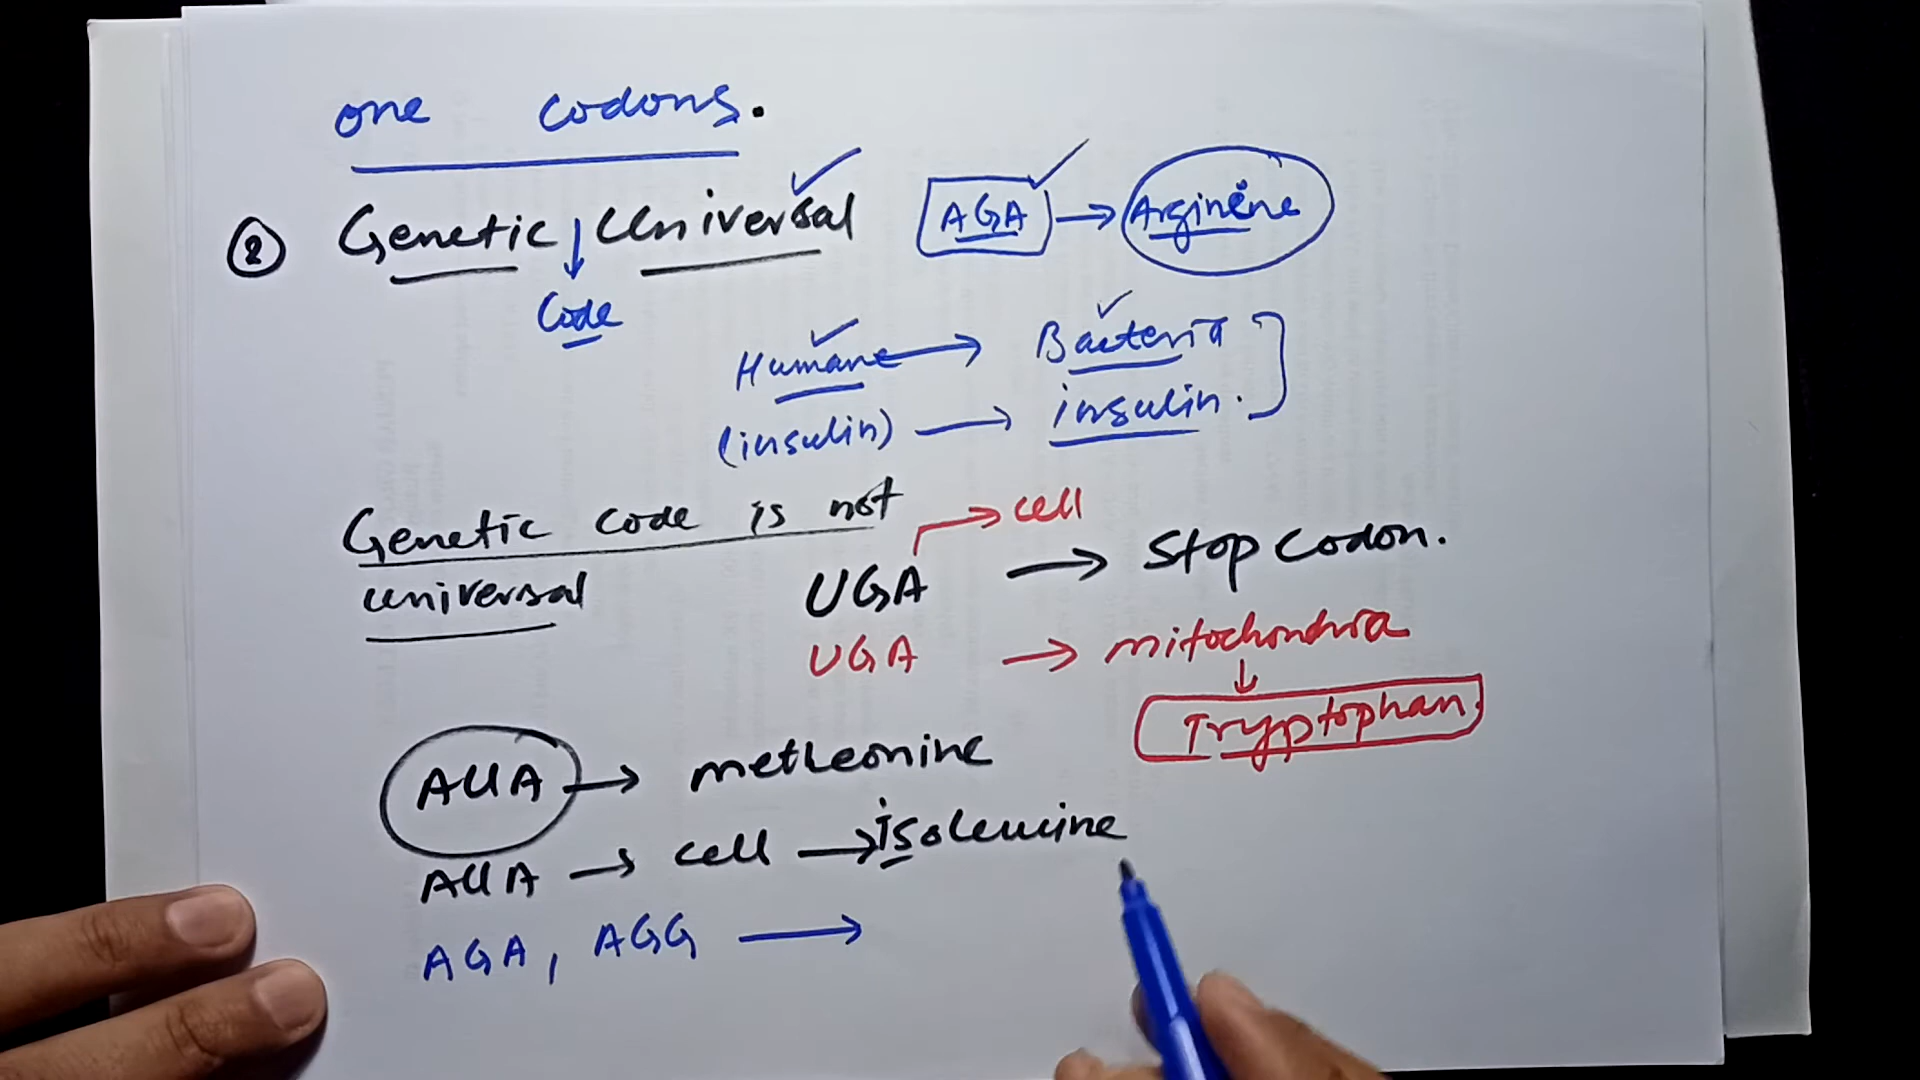 one codons.
② Genetic Universal AGA → Arginine
Code
Humane → Bacteria
(insulin) → insulin.
Genetic code is not
universal
→ cell
UGA → Stop codon.
UGA → mitochondria
↓
Tryptophan.
AUA → metheonine
AUA → cell → isoleucine
AGA, AGG →